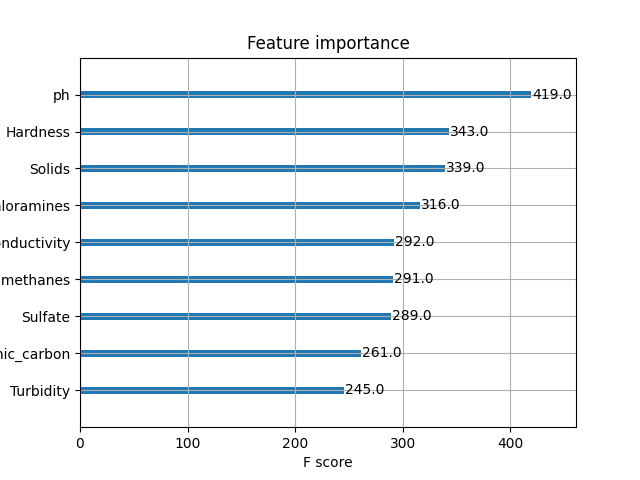 Feature importance
ph 419.0
Hardness 343.0
Solids 339.0
loramines 316.0
onductivity 292.0
methanes 291.0
Sulfate 289.0
nic_carbon 261.0
Turbidity 245.0
0 100 200 300 400
F score